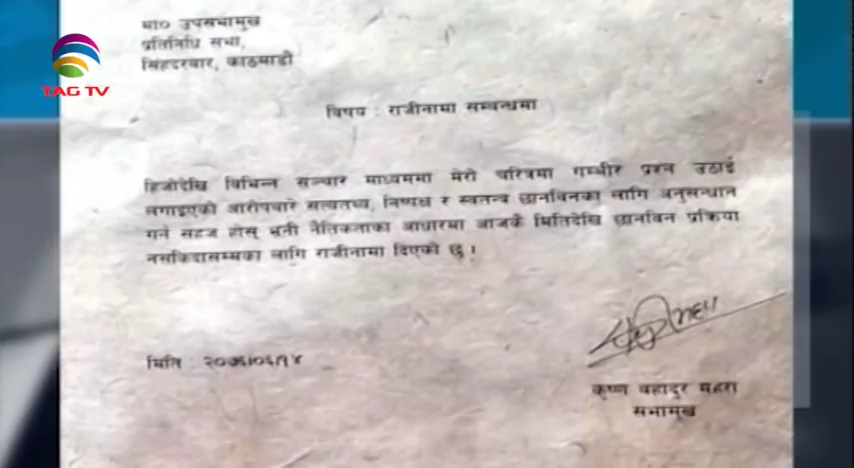 मा० उपसभामुख
प्रतिनिधि सभा,
सिंहदरबार, काठमाडौं
TAG TV
विषय : राजीनामा सम्बन्धमा
हिजोदेखि विभिन्न सञ्चार माध्यममा मेरो चरित्रमा गम्भीर प्रश्न उठाई
लगाइएको आरोपबारे सत्यतथ्य, निष्पक्ष र स्वतन्त्र छानविनका लागि अनुसन्धान
गर्न सहज होस् भनी नैतिकताका आधारमा आजकै मितिदेखि छानविन प्रक्रिया
नसकिदासम्मका लागि राजीनामा दिएको छु ।
मिति : २०७६।०६।१४
कृष्ण बहादुर महरा
सभामुख